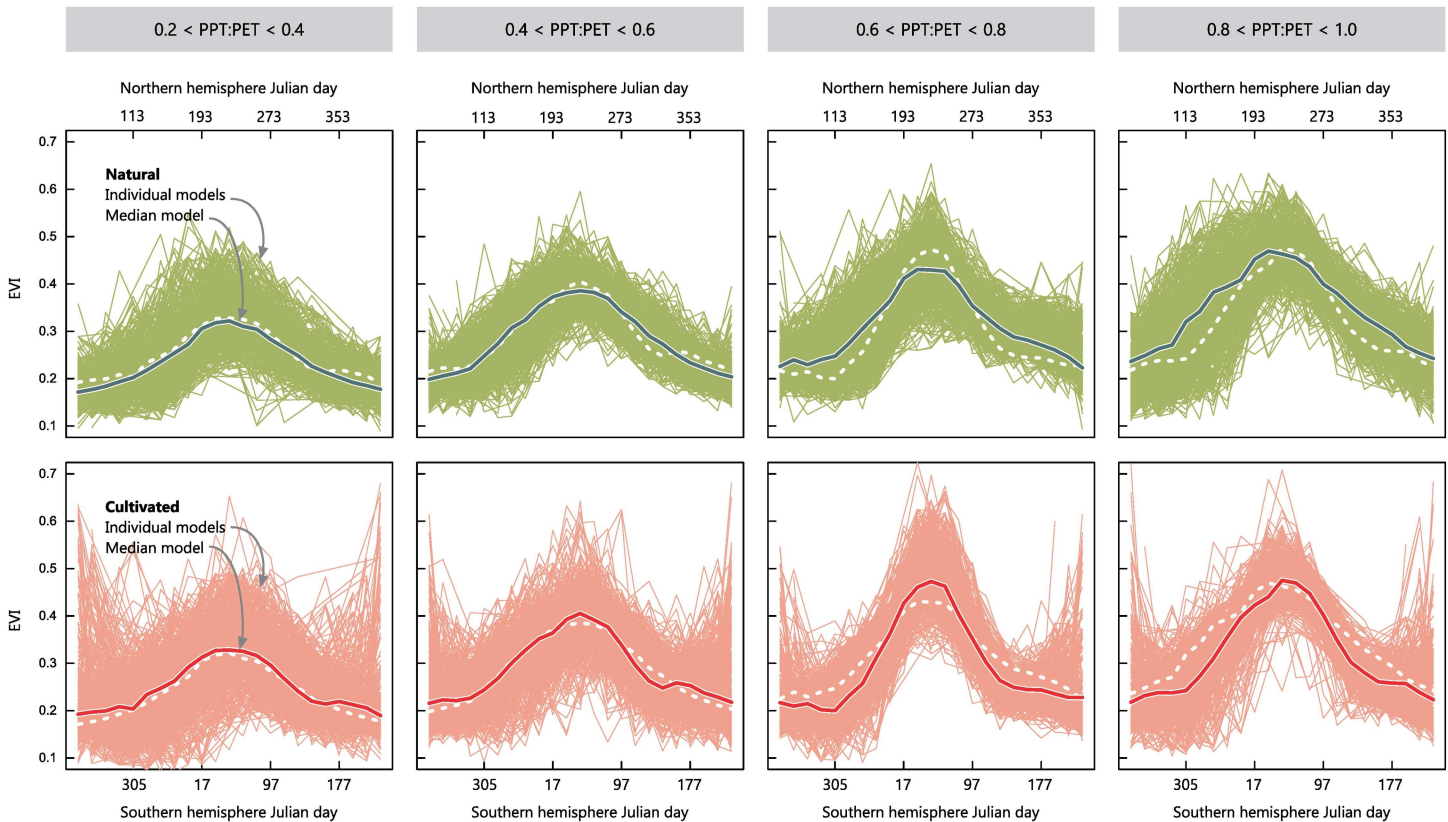 0.2 < PPT:PET < 0.4
0.4 < PPT:PET < 0.6
0.6 < PPT:PET < 0.8
0.8 < PPT:PET < 1.0
Northern hemisphere Julian day
Northern hemisphere Julian day
Northern hemisphere Julian day
Northern hemisphere Julian day
113 193 273 353
113 193 273 353
113 193 273 353
113 193 273 353
0.7
0.6
0.5
0.4
0.3
0.2
0.1
EVI
Natural
Individual models
Median model
0.7
0.6
0.5
0.4
0.3
0.2
0.1
EVI
Cultivated
Individual models
Median model
305 17 97 177
305 17 97 177
305 17 97 177
305 17 97 177
Southern hemisphere Julian day
Southern hemisphere Julian day
Southern hemisphere Julian day
Southern hemisphere Julian day